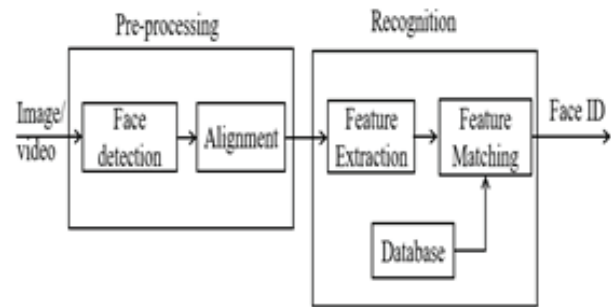 Pre-processing
Recognition
Image/
video
Face
detection
Alignment
Feature
Extraction
Feature
Matching
Face ID
Database